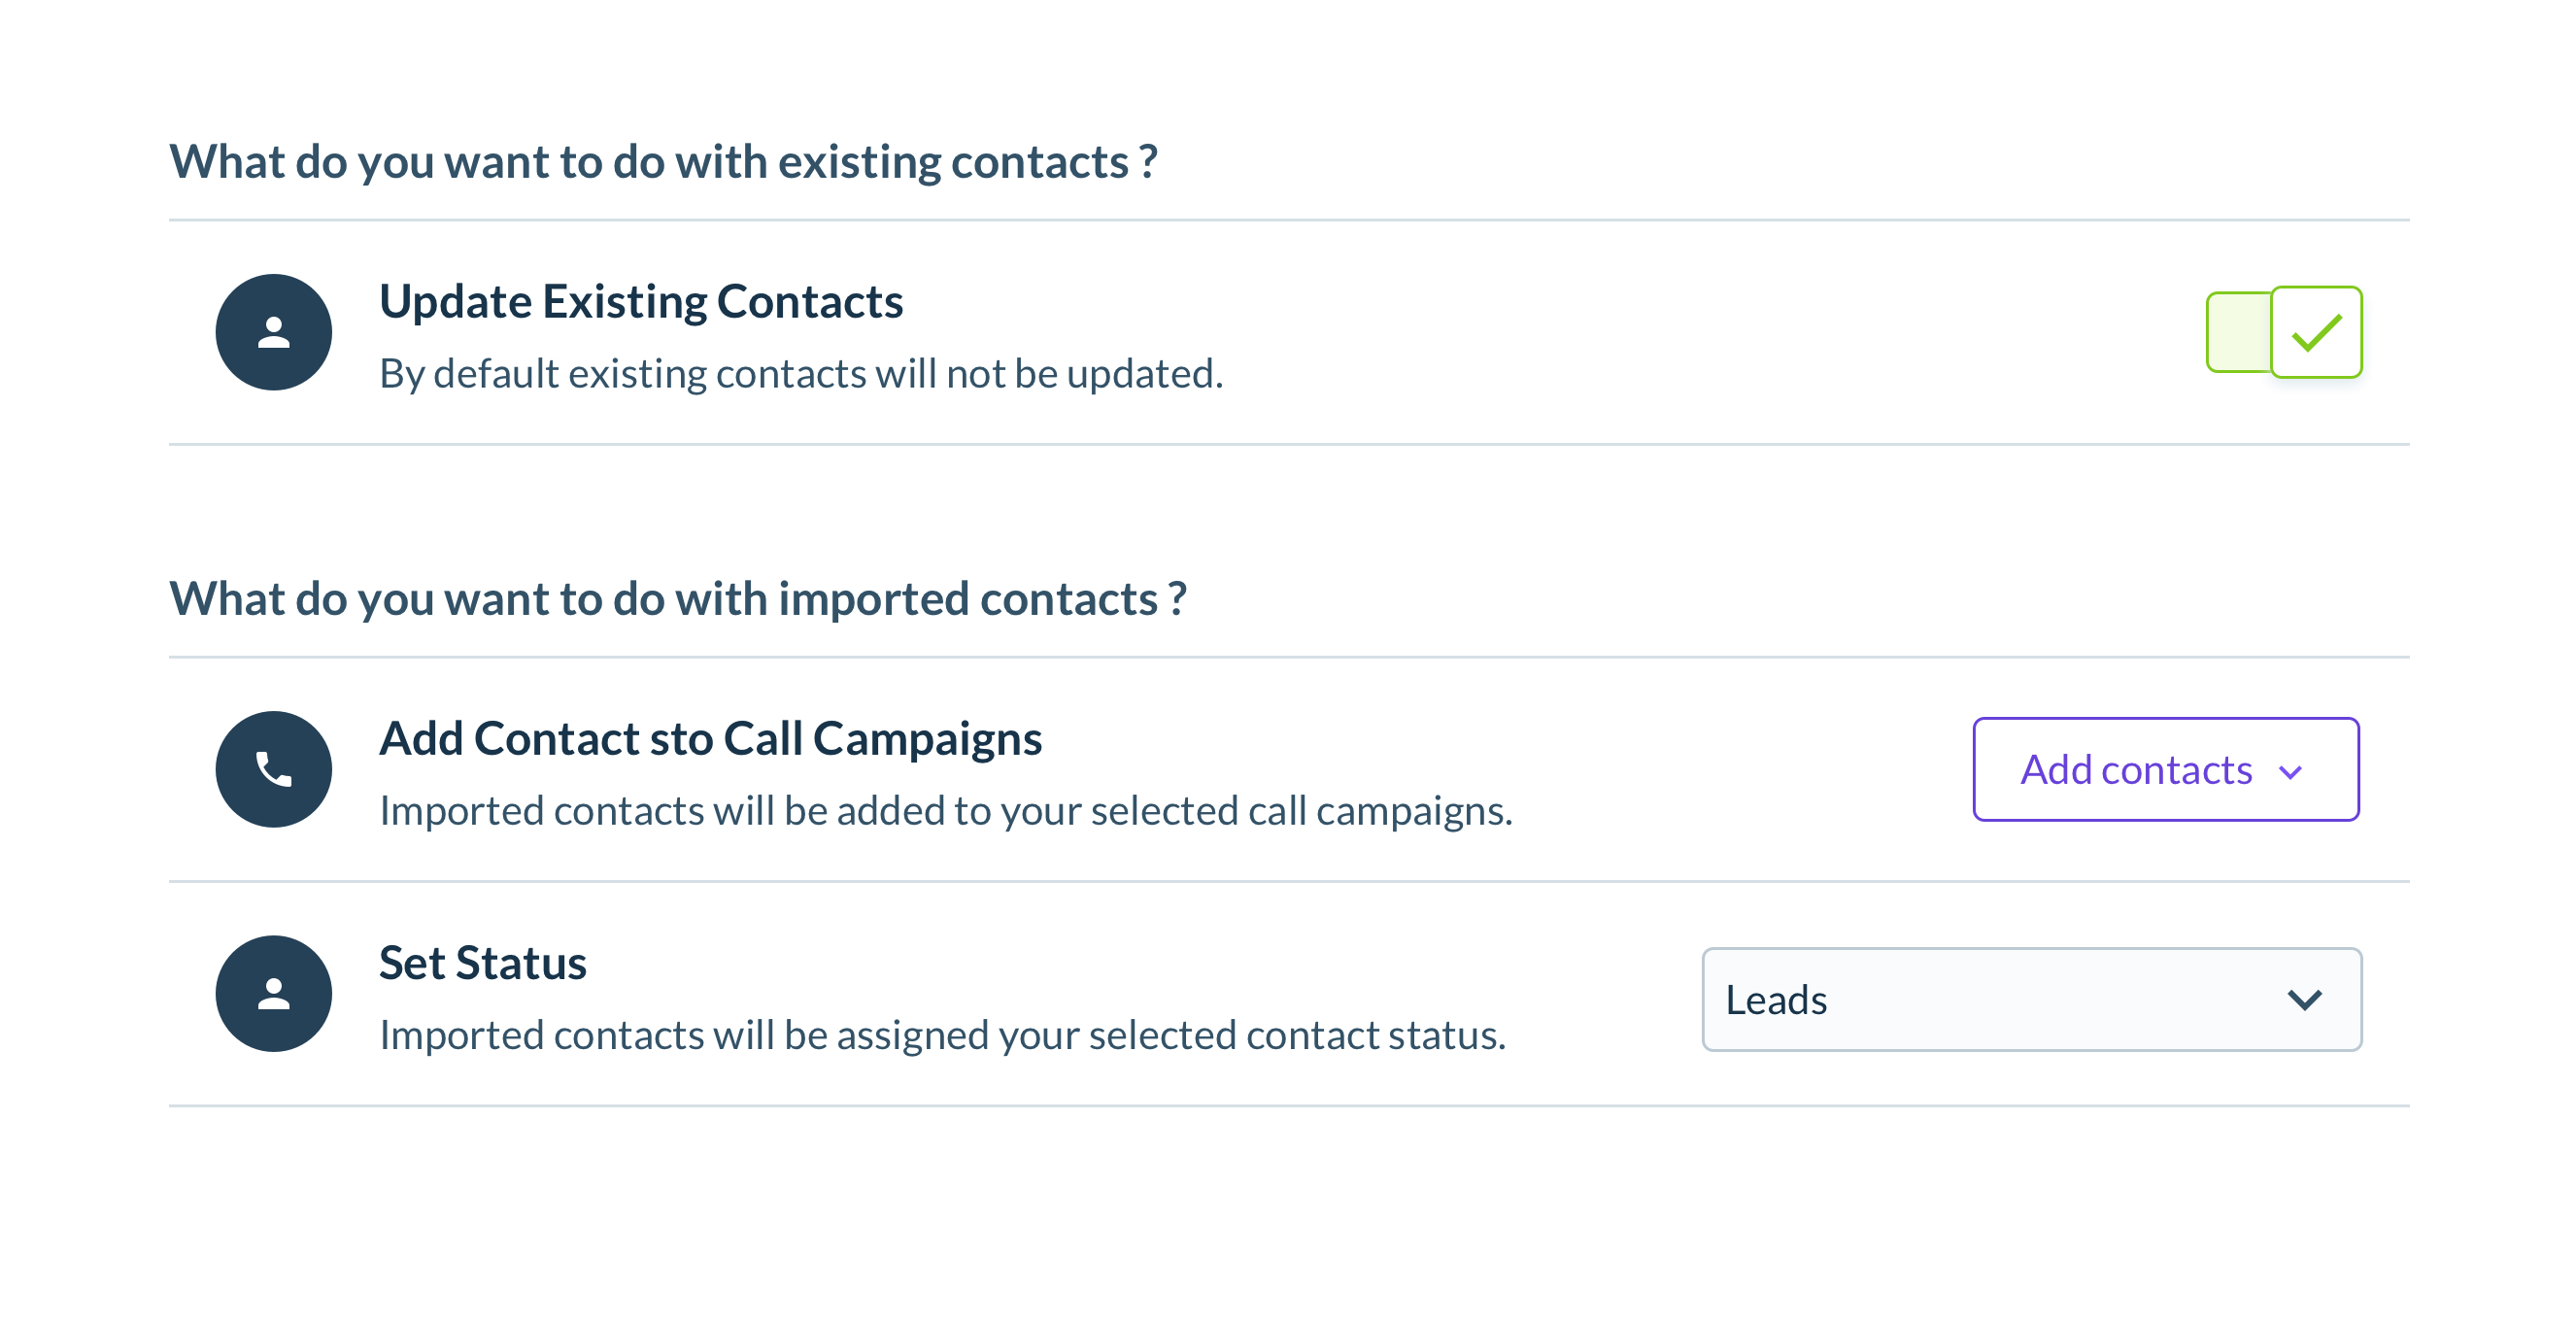 What do you want to do with existing contacts ?
Update Existing Contacts
By default existing contacts will not be updated.
What do you want to do with imported contacts ?
Add Contact sto Call Campaigns
Imported contacts will be added to your selected call campaigns.
Add contacts
Set Status
Imported contacts will be assigned your selected contact status.
Leads